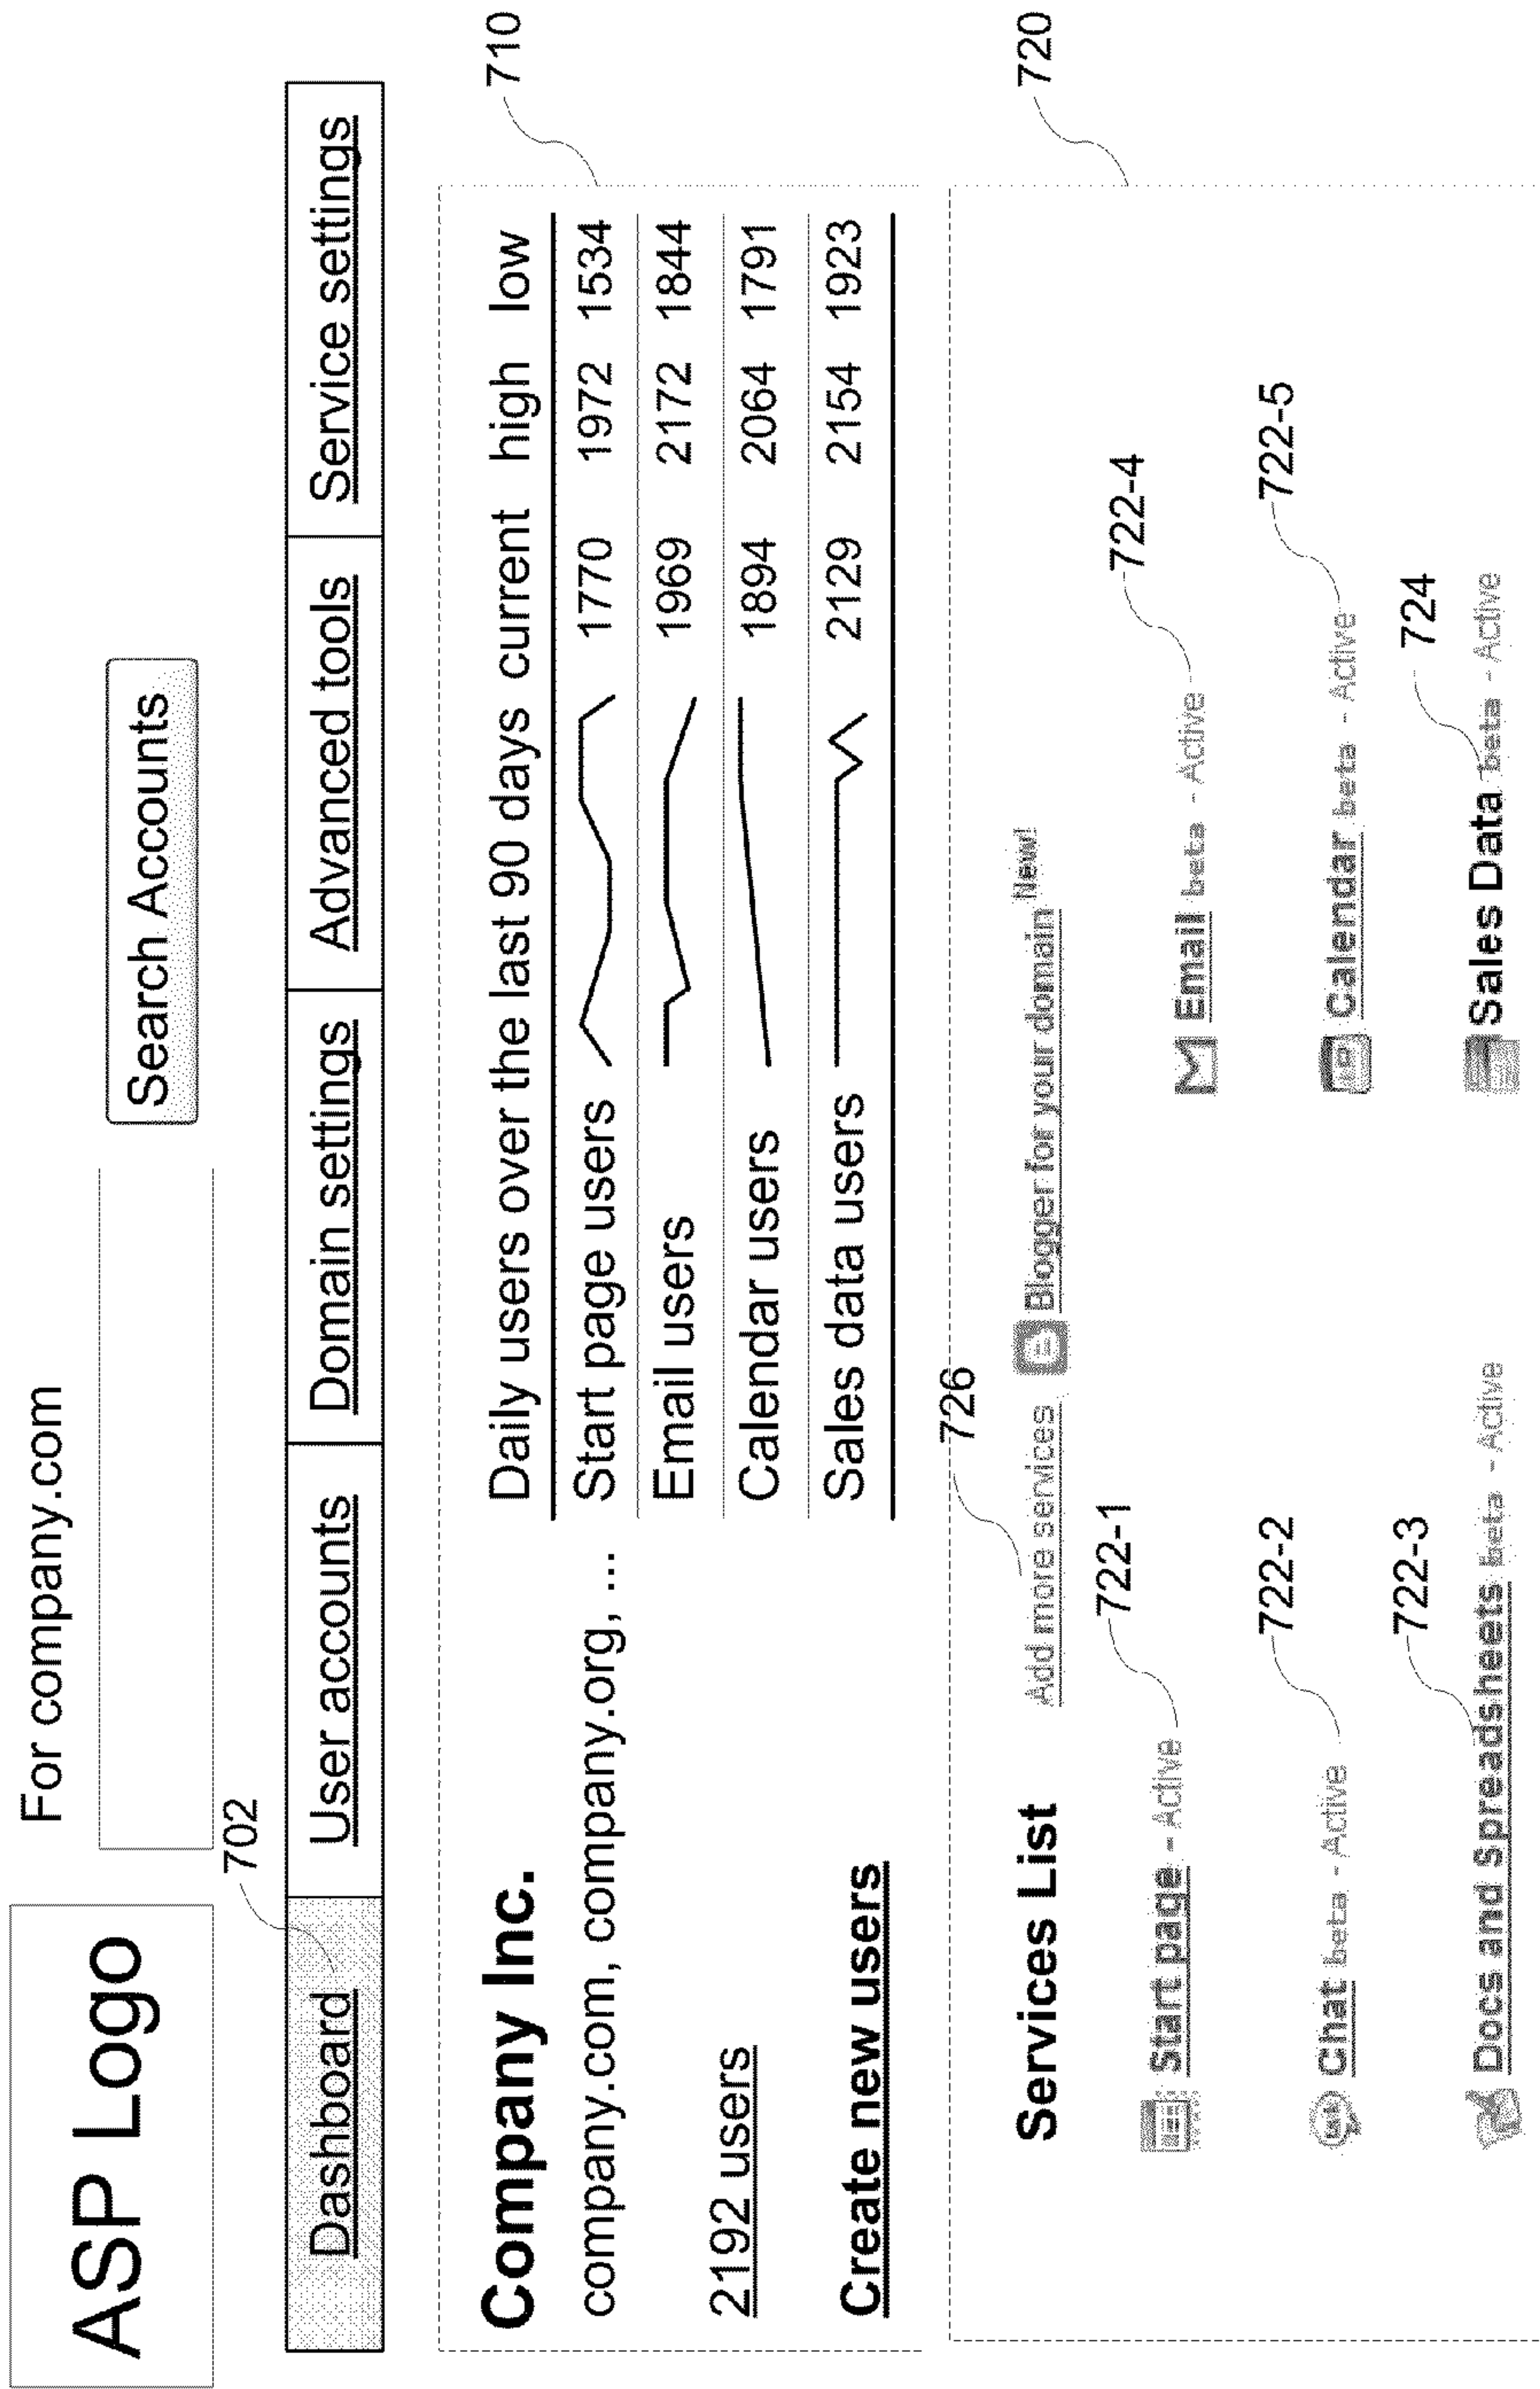 ASP Logo
For company.com
Search Accounts
702
Dashboard User accounts Domain settings Advanced tools Service settings
710
Company Inc.
company.com, company.org, ...
2192 users
Create new users
Daily users over the last 90 days current high low
Start page users 1770 1972 1534
Email users 1969 2172 1844
Calendar users 1894 2064 1791
Sales data users 2129 2154 1923
720
726
Services List Add more services Blogger for your domain New!
722-1
Start page - Active
722-4
Email beta - Active
722-2
Chat beta - Active
722-5
Calendar beta - Active
722-3
Docs and Spreadsheets beta - Active
724
Sales Data beta - Active